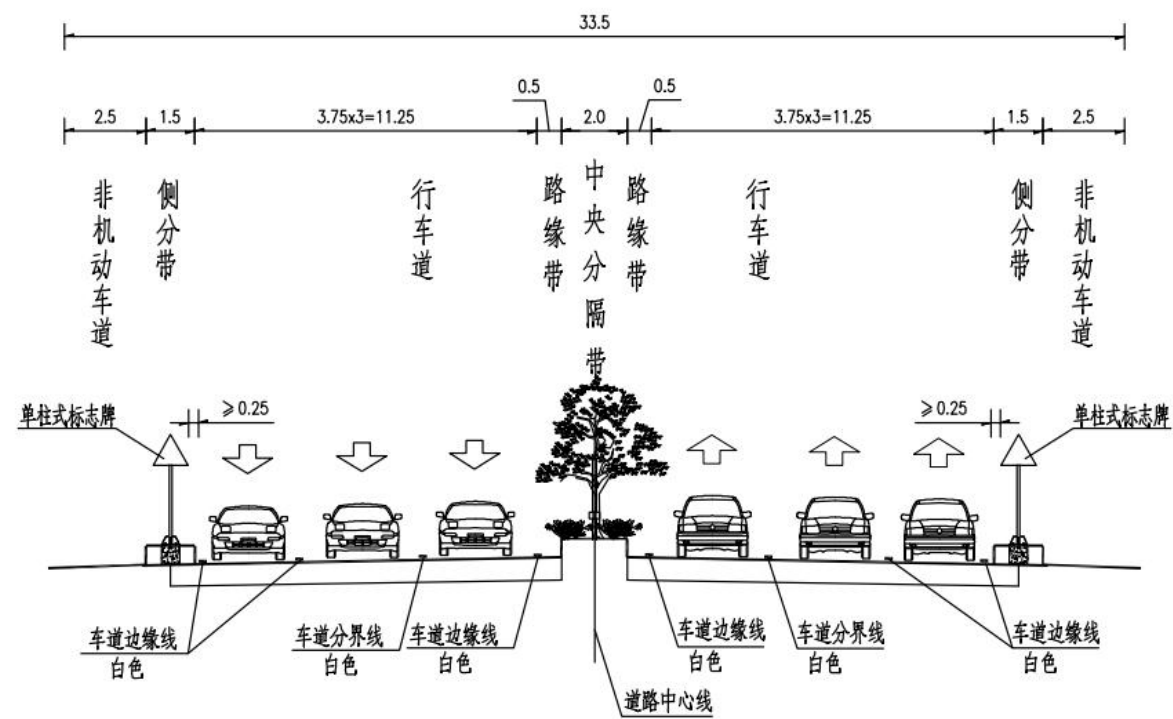 33.5
0.5
0.5
2.5
1.5
3.75x3=11.25
2.0
3.75x3=11.25
1.5
2.5
非机动车道
侧分带
行车道
路缘带
中央分隔带
路缘带
行车道
侧分带
非机动车道
单柱式标志牌
≥0.25
≥0.25
单柱式标志牌
车道边缘线
白色
车道分界线
白色
车道边缘线
白色
车道边缘线
白色
车道分界线
白色
车道边缘线
白色
道路中心线